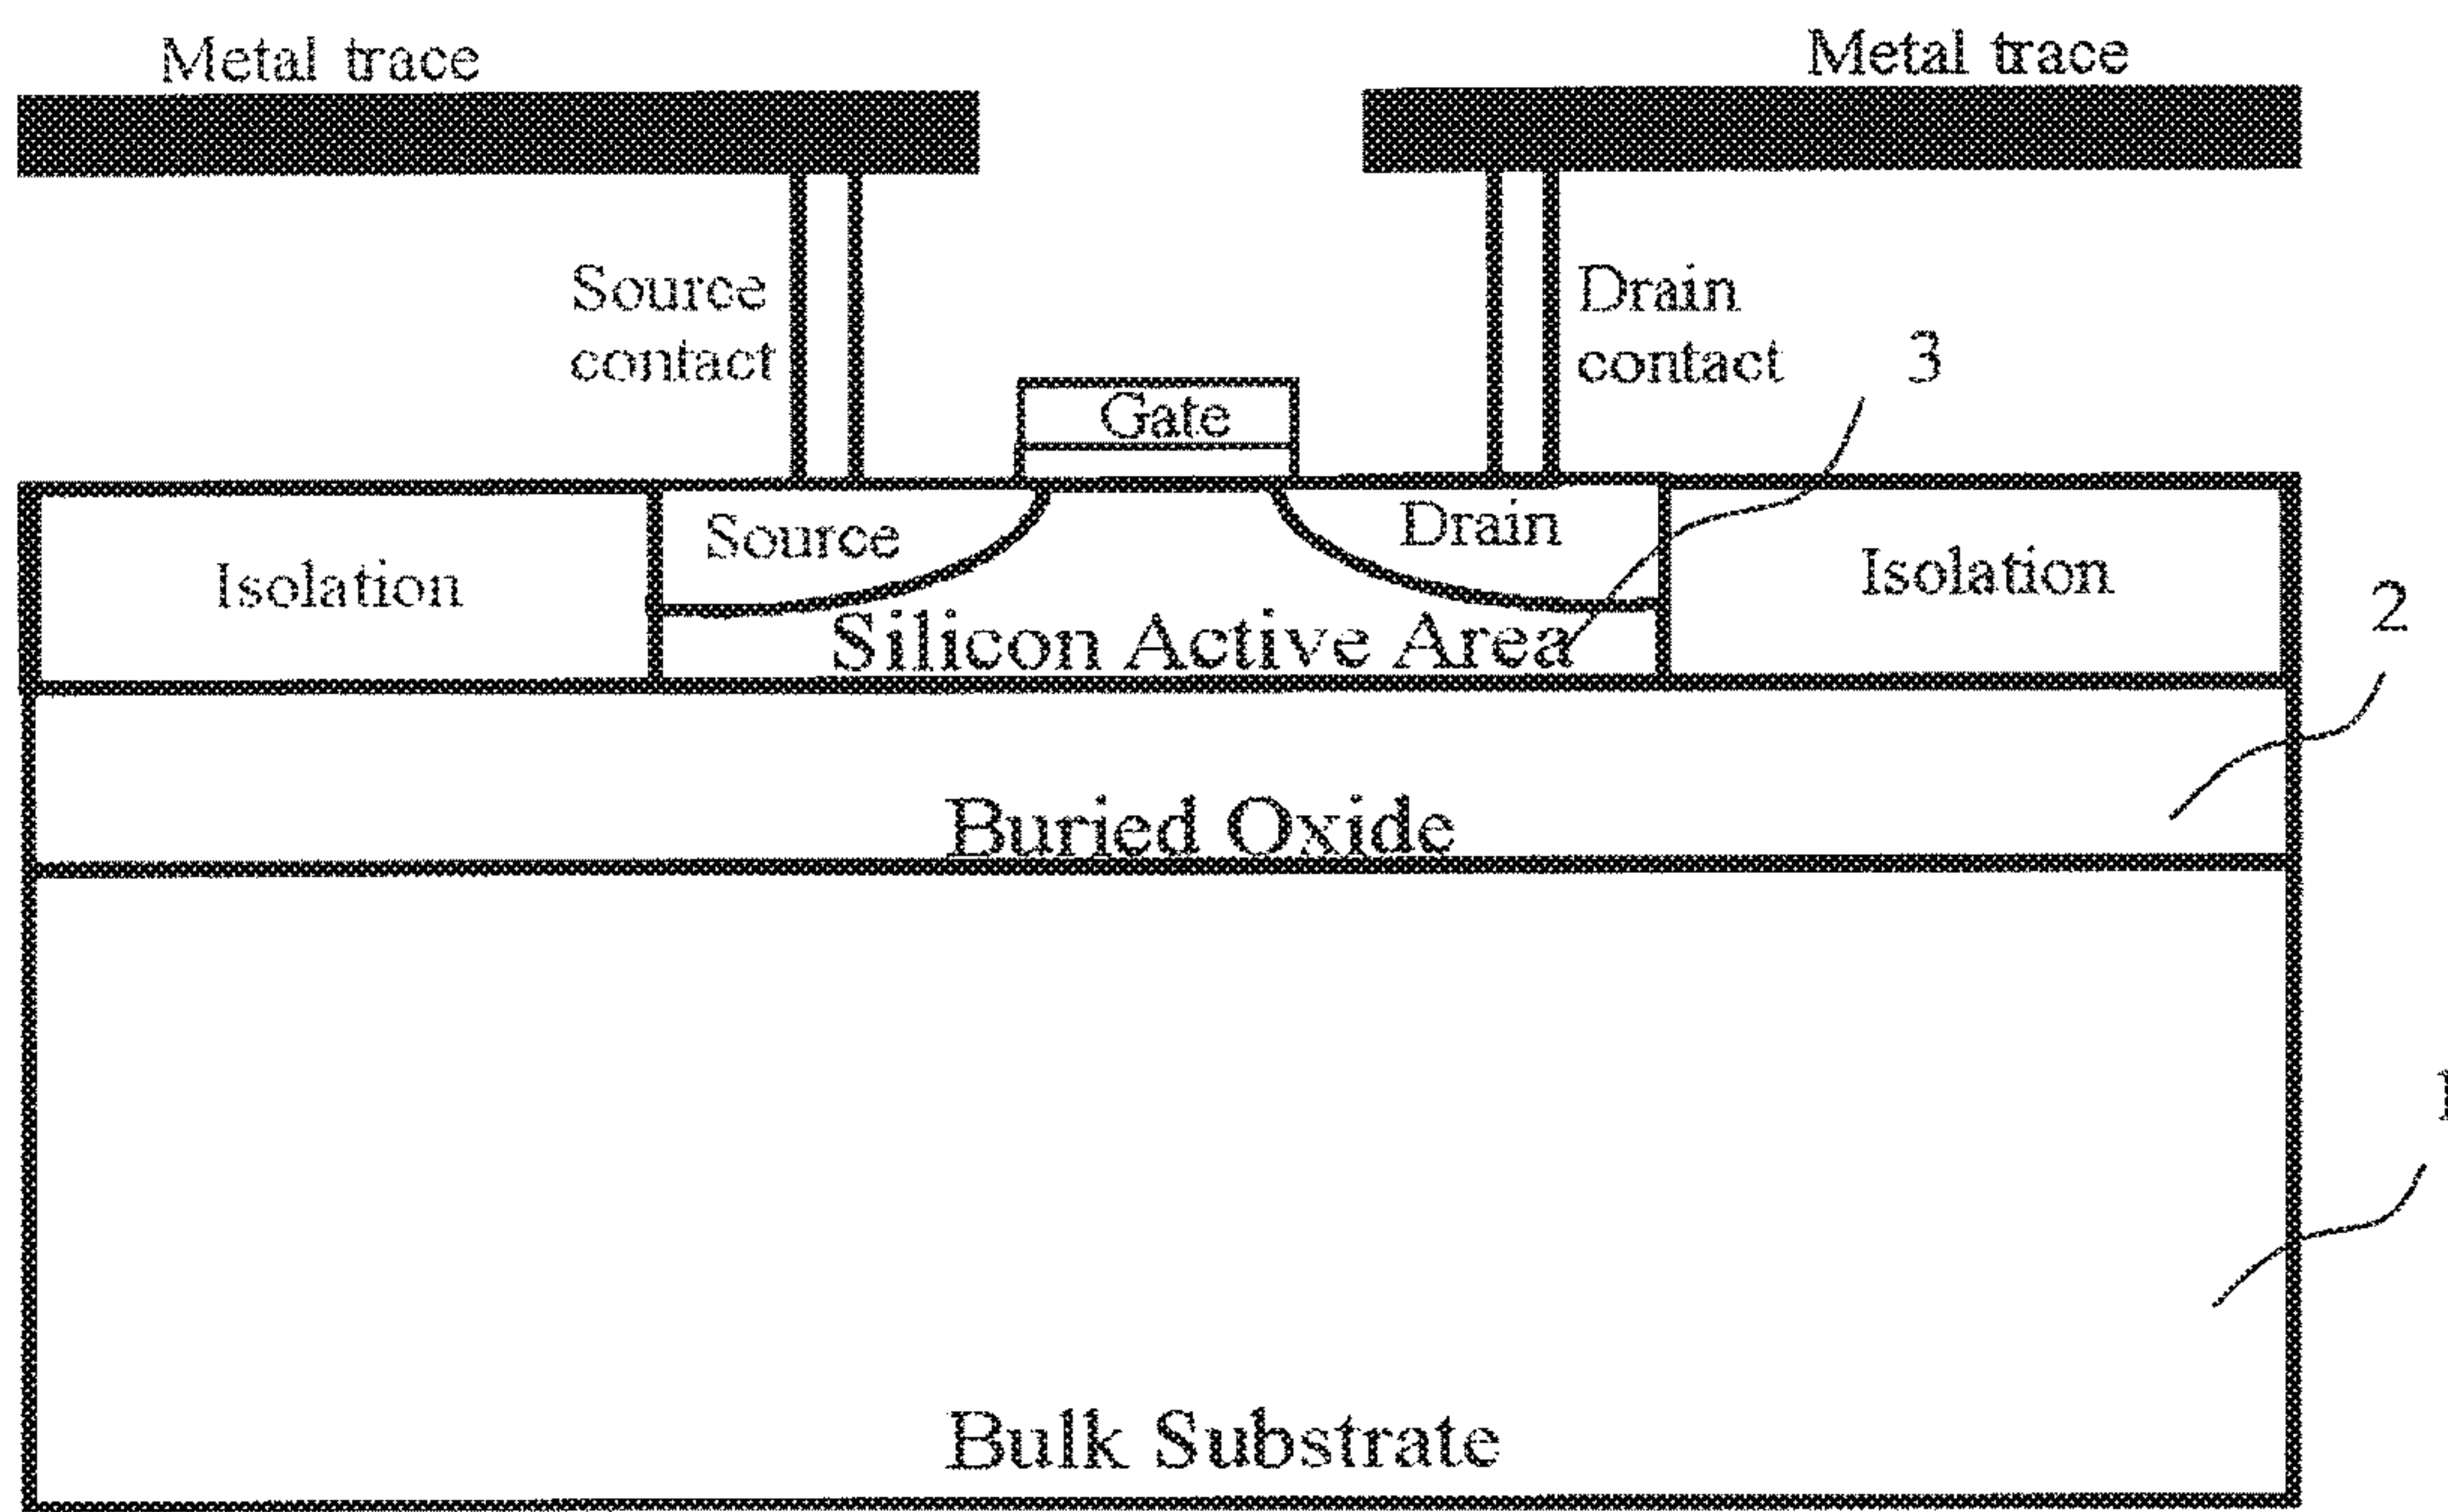 Metal trace
Metal trace
Source
contact
Drain
contact
3
Gate
Source
Drain
Isolation
Isolation
2
Silicon Active Area
Buried Oxide
1
Bulk Substrate